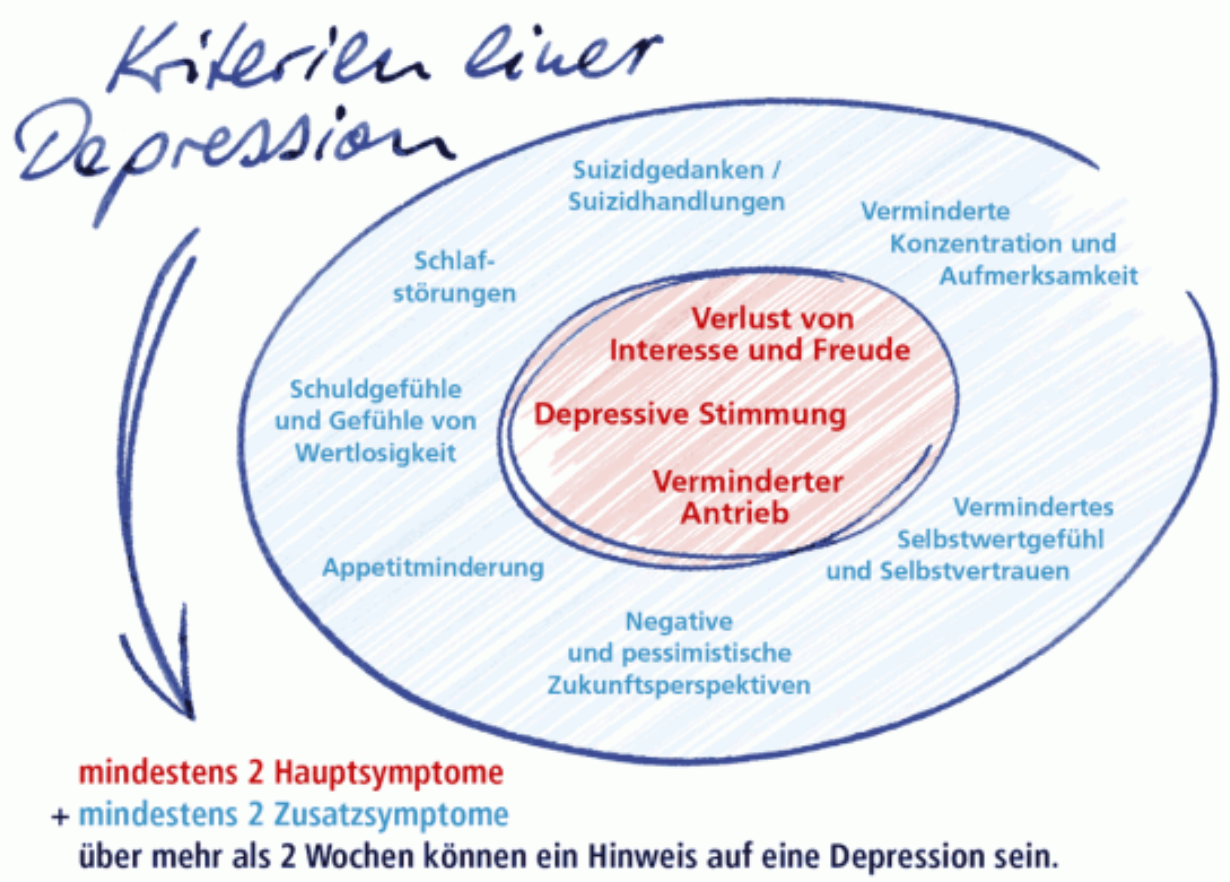 Kriterien einer
Depression
Suizidgedanken /
Suizidhandlungen
Verminderte
Konzentration und
Aufmerksamkeit
Schlaf-
störungen
Verlust von
Interesse und Freude
Schuldgefühle
und Gefühle von
Wertlosigkeit
Depressive Stimmung
Verminderter
Antrieb
Vermindertes
Selbstwertgefühl
und Selbstvertrauen
Appetitminderung
Negative
und pessimistische
Zukunftsperspektiven
mindestens 2 Hauptsymptome
+ mindestens 2 Zusatzsymptome
über mehr als 2 Wochen können ein Hinweis auf eine Depression sein.